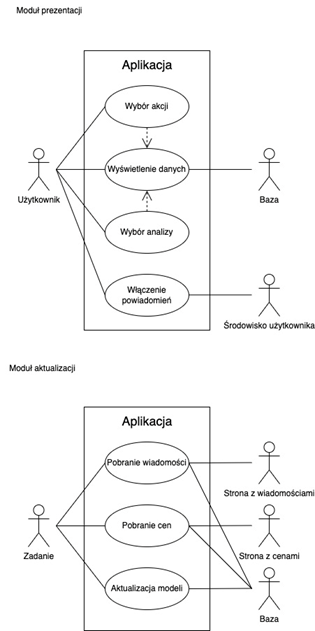 Moduł prezentacji
Aplikacja
Wybór akcji
Wyświetlenie danych
Użytkownik
Baza
Wybór analizy
Włączenie
powiadomień
Środowisko użytkownika
Moduł aktualizacji
Aplikacja
Pobranie wiadomości
Strona z wiadomościami
Pobranie cen
Zadanie
Strona z cenami
Aktualizacja modeli
Baza